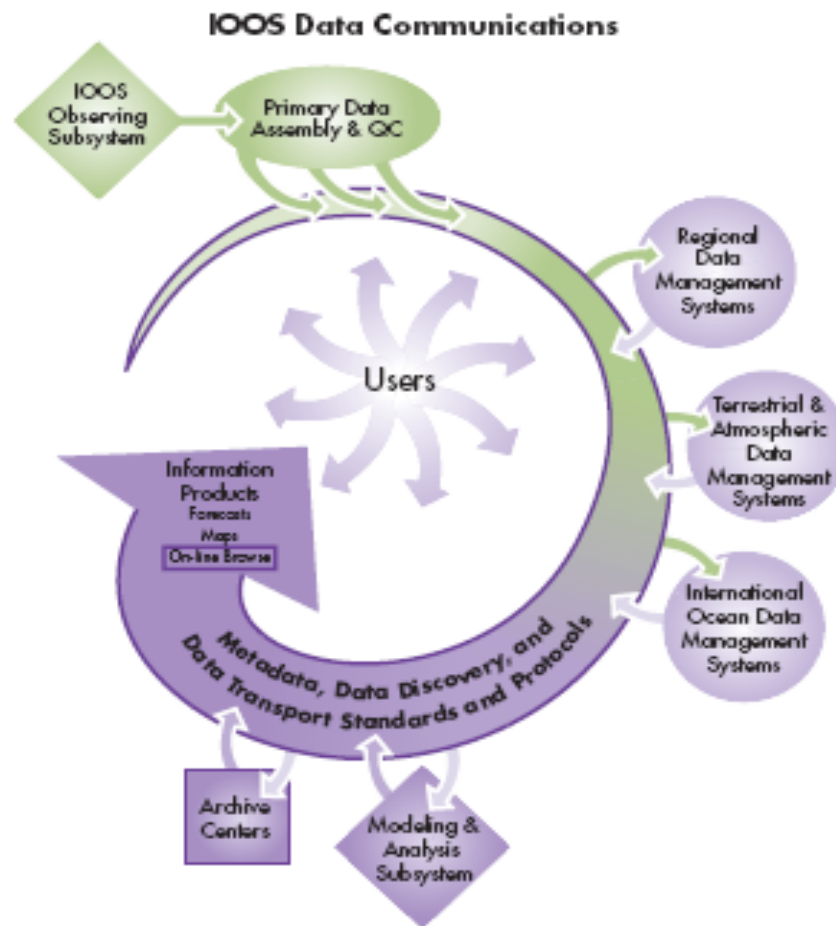 IOOS Data Communications
IOOS
Observing
Subsystem
Primary Data
Assembly & QC
Regional
Data
Management
Systems
Users
Terrestrial &
Atmospheric
Data
Management
Systems
Information
Products
Forecasts
Maps
On-line Browse
International
Ocean Data
Management
Systems
Metadata, Data Discovery, and
Data Transport Standards and Protocols
Archive
Centers
Modeling &
Analysis
Subsystem